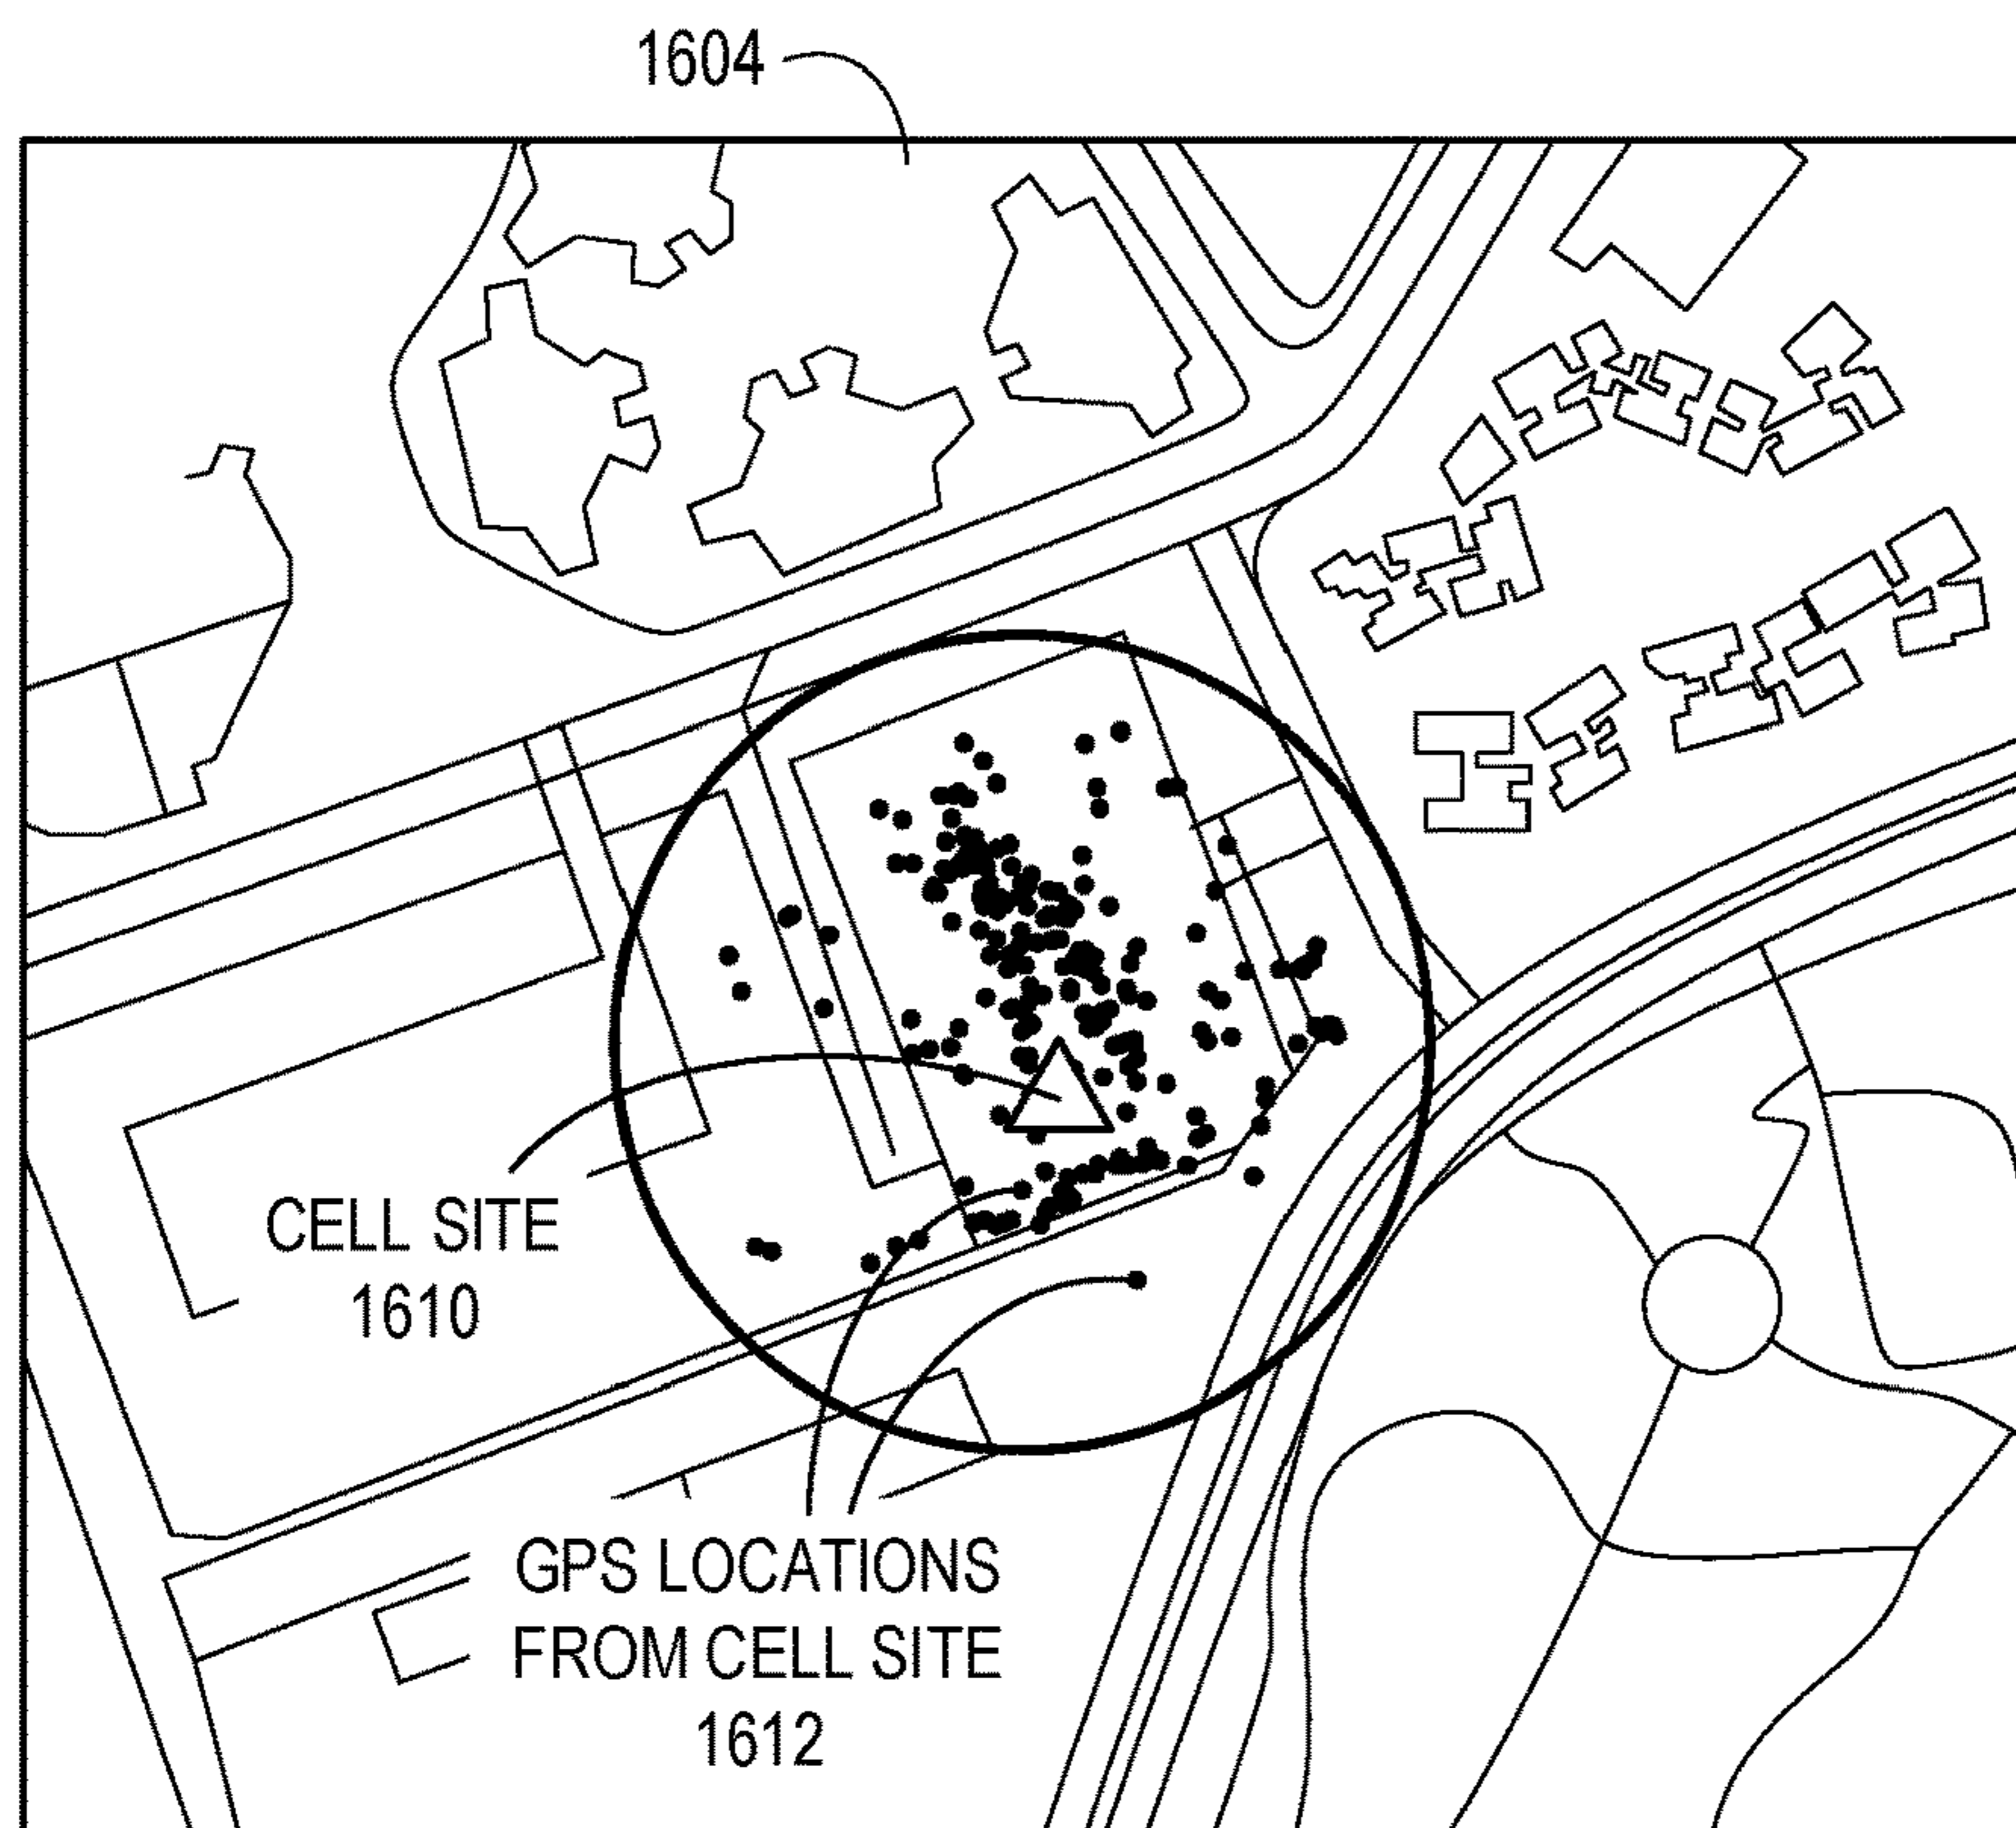 1604
CELL SITE
1610
GPS LOCATIONS
FROM CELL SITE
1612